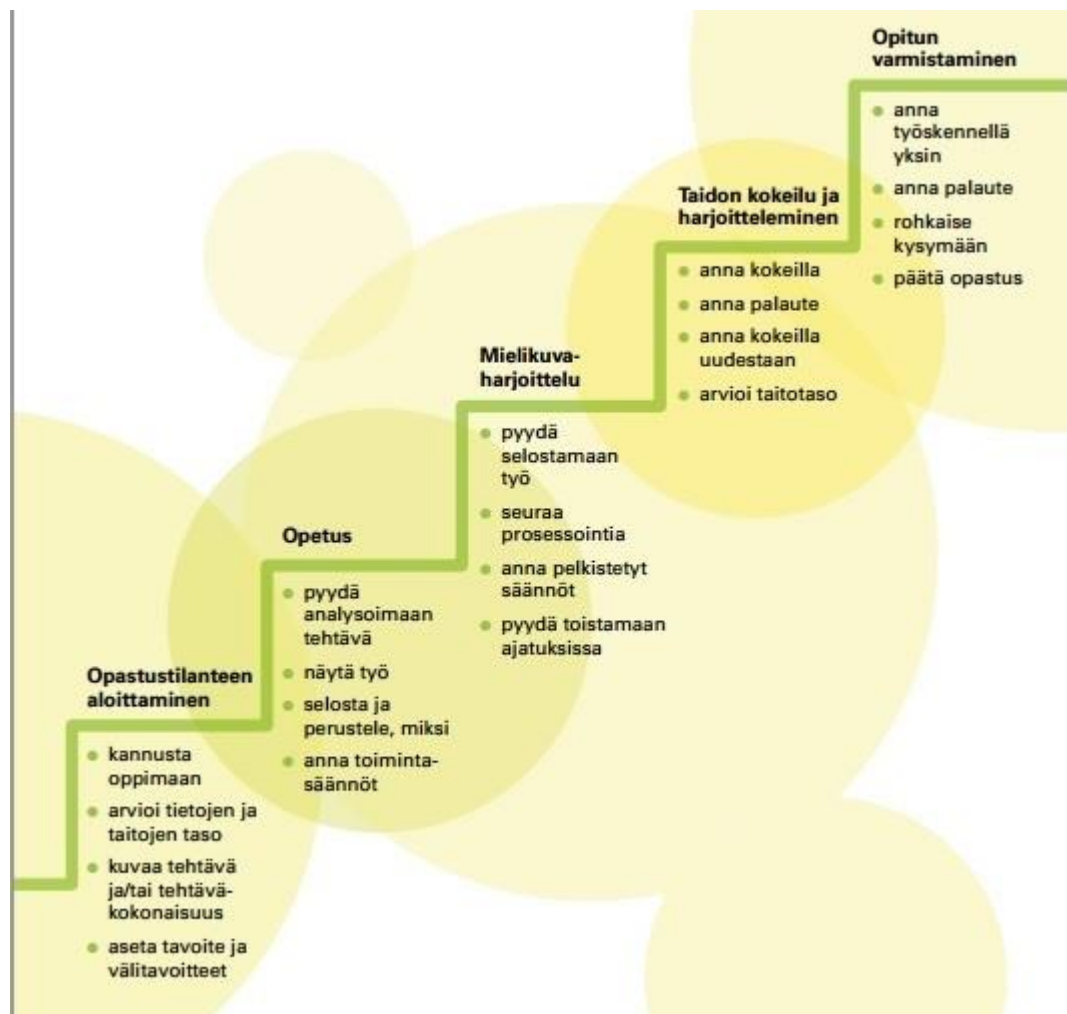 Opastustilanteen
aloittaminen
kannusta
oppimaan
arvioi tietojen ja
taitojen taso
kuvaa tehtävä
ja/tai tehtävä-
kokonaisuus
aseta tavoite ja
välitavoitteet
Opetus
pyydä
analysoimaan
tehtävä
näytä työ
selosta ja
perustele, miksi
anna toiminta-
säännöt
Mielikuva-
harjoittelu
pyydä
selostamaan
työ
seuraa
prosessointia
anna pelkistetyt
säännöt
pyydä toistamaan
ajatuksissa
Taidon kokeilu ja
harjoitteleminen
anna kokeilla
anna palaute
anna kokeilla
uudestaan
arvioi taitotaso
Opitun
varmistaminen
anna
työskennellä
yksin
anna palaute
rohkaise
kysymään
päätä opastus